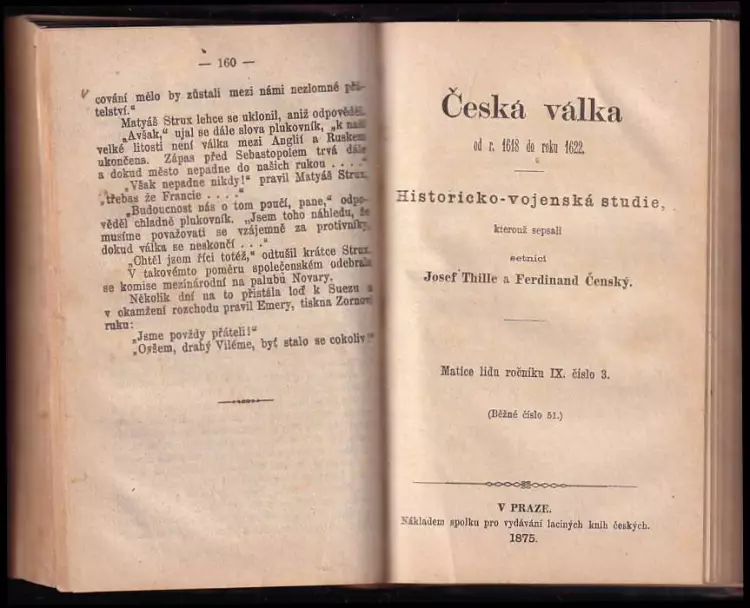 — 160 —
cování mělo by zůstati mezi námi nezlomné přá-
telství.“
Matyáš Strux lehce se uklonil, aniž odpověděl.
„Avšak,“ ujal se dále slova plukovník, „k naší
velké litosti není válka mezi Anglií a Ruskem
ukončena. Zápas před Sebastopolem trvá dále
a dokud město nepadne do našich rukou . . . .“
„Však nepadne nikdy!“ pravil Matyáš Strux,
„třebas že Francie . . . .“
„Budoucnost nás o tom poučí, pane,“ odpo-
věděl chladně plukovník. „Jsem toho náhledu, že
musíme považovati se vzájemně za protivníky,
dokud válka se neskončí . . .“
„Chtěl jsem říci totéž,“ odtušil krátce Strux.
V takovémto poměru společenském odebrala
se komise mezinárodní na palubu Novary.
Několik dní na to přistála loď k Suezu a
v okamžení rozchodu pravil Emery, tiskna Zornovi
ruku:
„Jsme povždy přáteli!“
„Ovšem, drahý Viléme, byť stalo se cokoliv!“
Česká válka
od r. 1618 do roku 1622.
Historicko-vojenská studie,
kterouž sepsali
setníci
Josef Thille a Ferdinand Čenský.
Matice lidu ročníku IX. číslo 3.
(Běžné číslo 51.)
V PRAZE.
Nákladem spolku pro vydávání laciných knih českých.
1875.